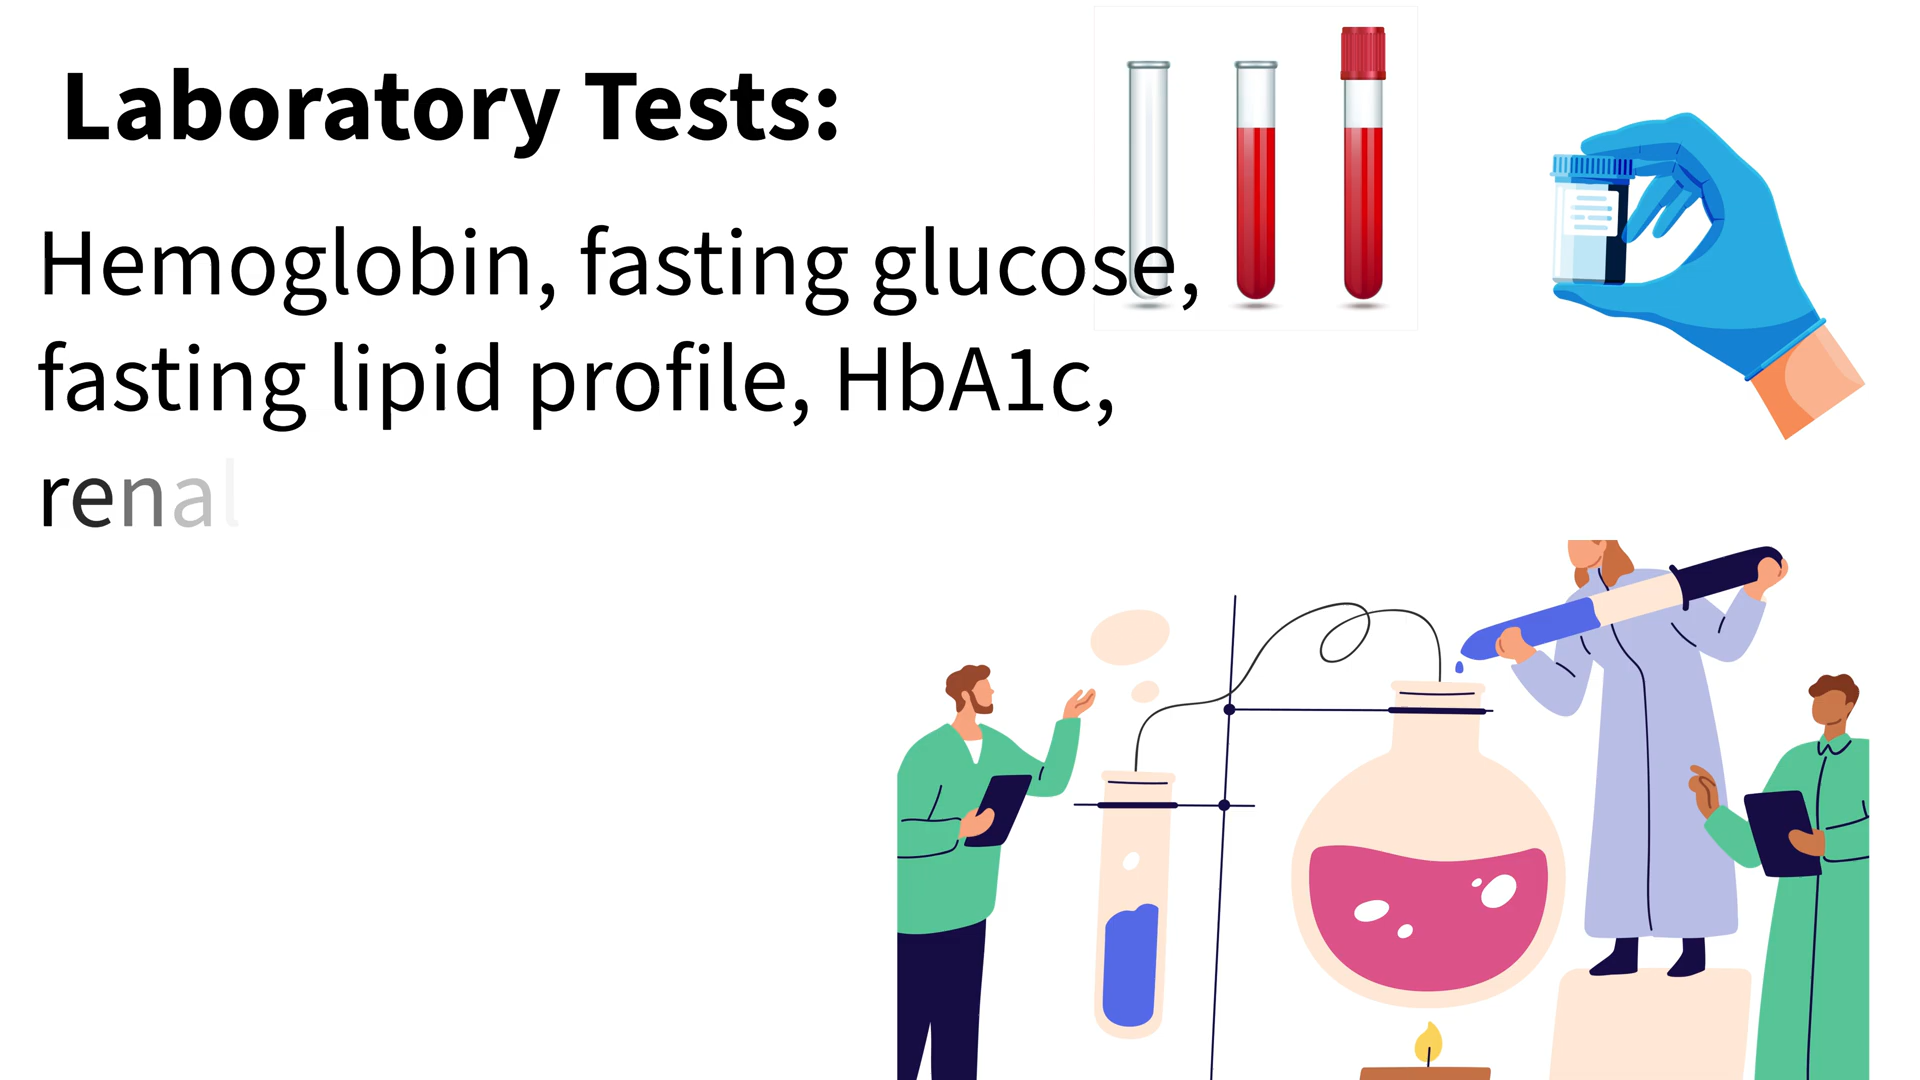 Laboratory Tests:
Hemoglobin, fasting glucose,
fasting lipid profile, HbA1c,
renal